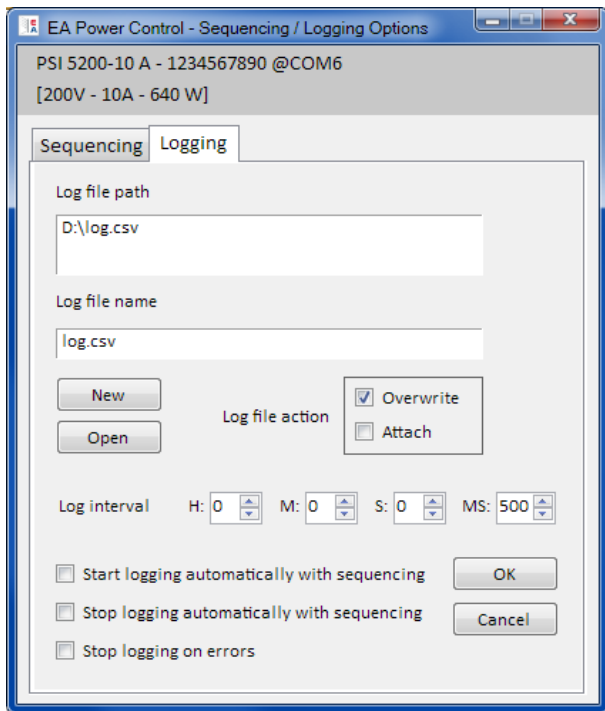 EA Power Control - Sequencing / Logging Options
PSI 5200-10 A - 1234567890 @COM6
[200V - 10A - 640 W]
Sequencing Logging
Log file path
D:\log.csv
Log file name
log.csv
New
Open
Log file action
Overwrite
Attach
Log interval H: 0 M: 0 S: 0 MS: 500
Start logging automatically with sequencing
OK
Stop logging automatically with sequencing
Cancel
Stop logging on errors